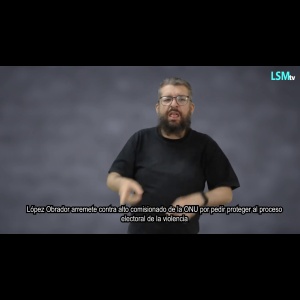 LSMtv
López Obrador arremete contra alto comisionado de la ONU por pedir proteger al proceso
electoral de la violencia